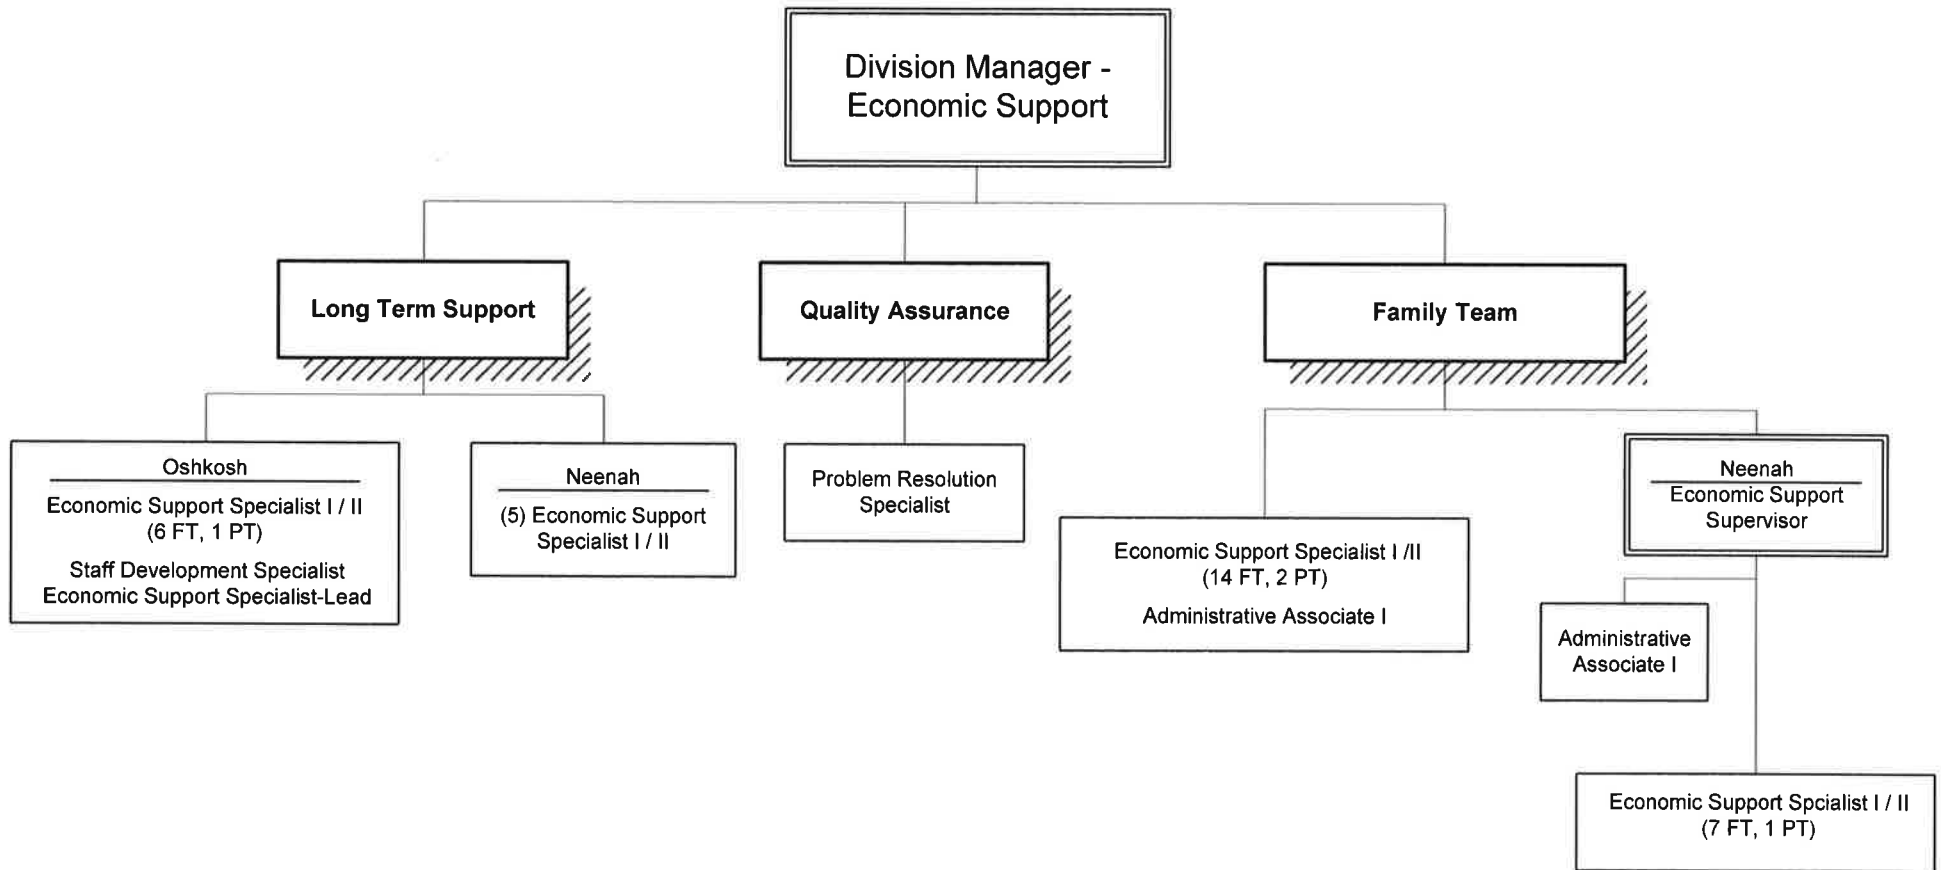 Division Manager -
Economic Support
Long Term Support
Quality Assurance
Family Team
Oshkosh
Economic Support Specialist I / II
(6 FT, 1 PT)
Staff Development Specialist
Economic Support Specialist-Lead
Neenah
(5) Economic Support
Specialist I / II
Problem Resolution
Specialist
Economic Support Specialist I /II
(14 FT, 2 PT)
Administrative Associate I
Neenah
Economic Support
Supervisor
Administrative
Associate I
Economic Support Spcialist I / II
(7 FT, 1 PT)